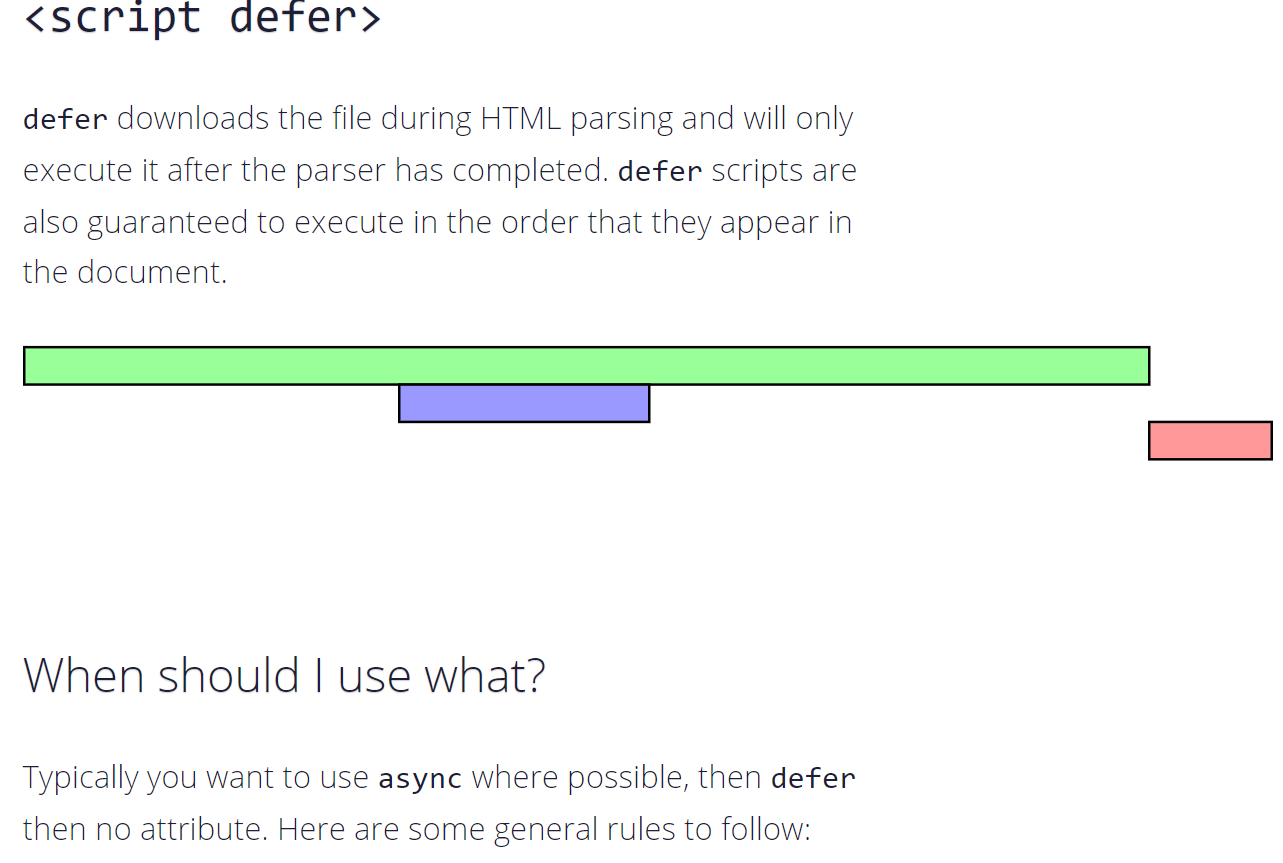 <script defer>
defer downloads the file during HTML parsing and will only
execute it after the parser has completed. defer scripts are
also guaranteed to execute in the order that they appear in
the document.
When should I use what?
Typically you want to use async where possible, then defer
then no attribute. Here are some general rules to follow: